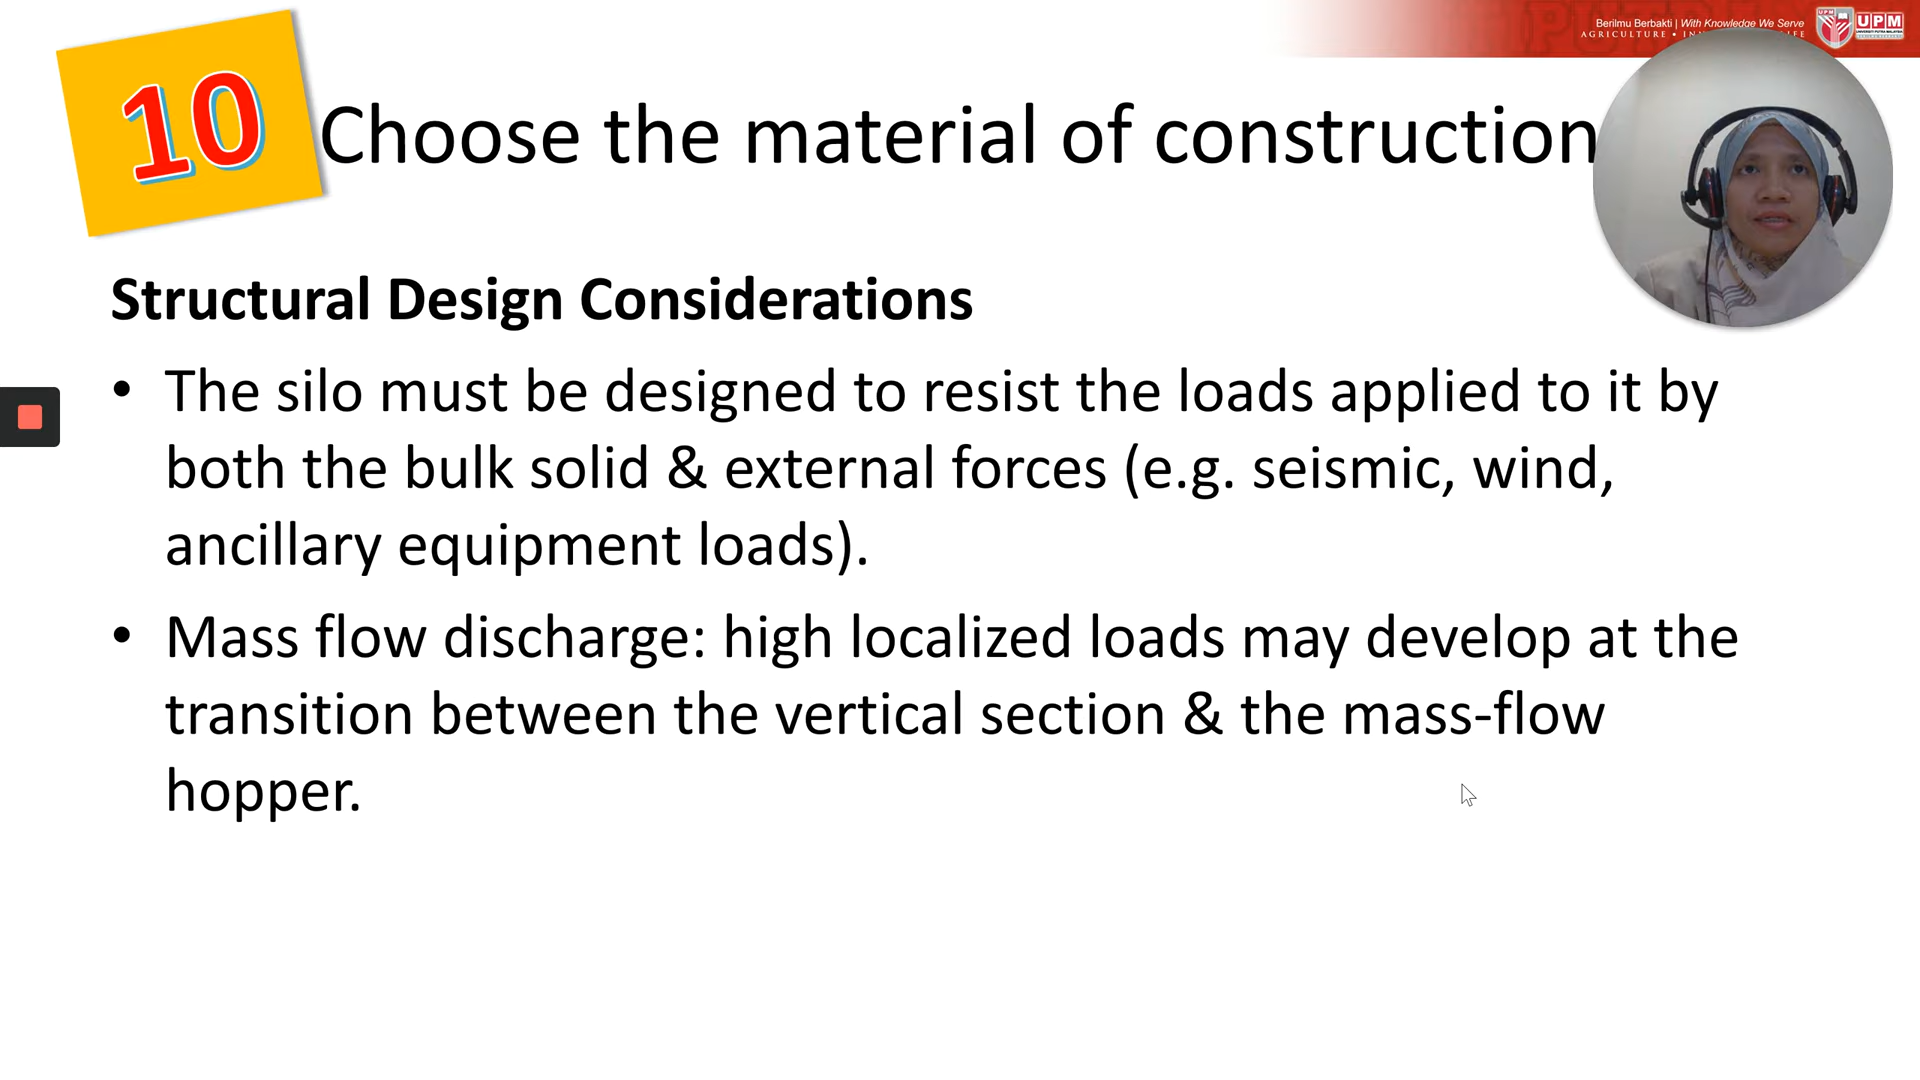 Berilmu Berbakti | With Knowledge We Serve
AGRICULTURE •
UPM
UPM
10
Choose the material of construction
Structural Design Considerations
• The silo must be designed to resist the loads applied to it by
both the bulk solid & external forces (e.g. seismic, wind,
ancillary equipment loads).
• Mass flow discharge: high localized loads may develop at the
transition between the vertical section & the mass-flow
hopper.